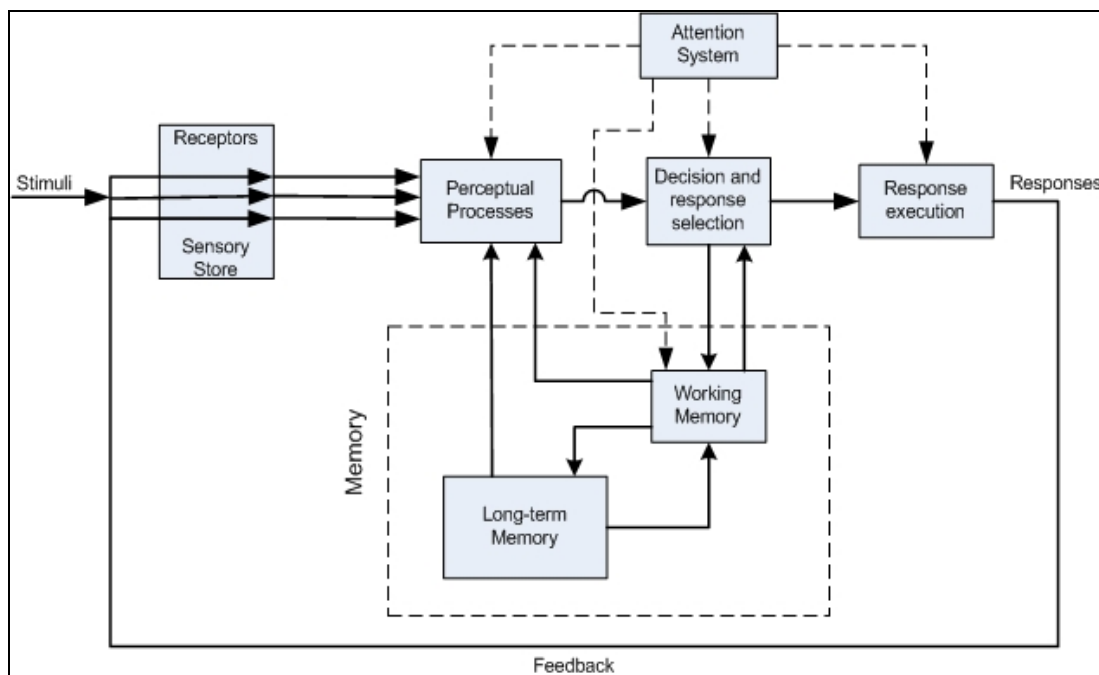 Attention
System
Receptors
Stimuli
Sensory
Store
Perceptual
Processes
Decision and
response
selection
Response
execution
Responses
Memory
Working
Memory
Long-term
Memory
Feedback